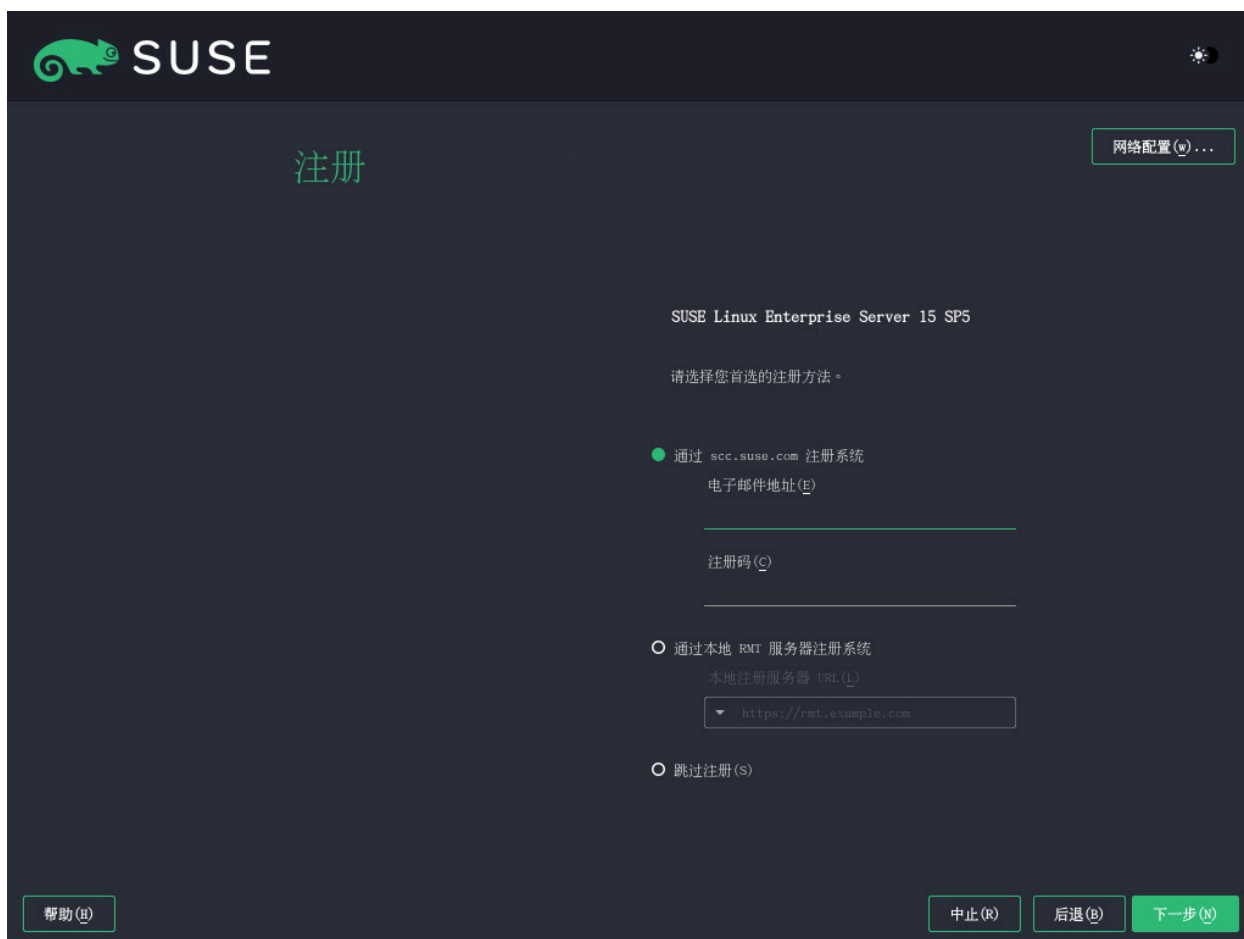 SUSE
注册
网络配置(w)...
SUSE Linux Enterprise Server 15 SP5
请选择您首选的注册方法。
通过 scc.suse.com 注册系统
电子邮件地址(E)
注册码(C)
通过本地 RMT 服务器注册系统
本地注册服务器 URL(L)
https://rmt.example.com
跳过注册(S)
帮助(H)
中止(R)
后退(B)
下一步(N)